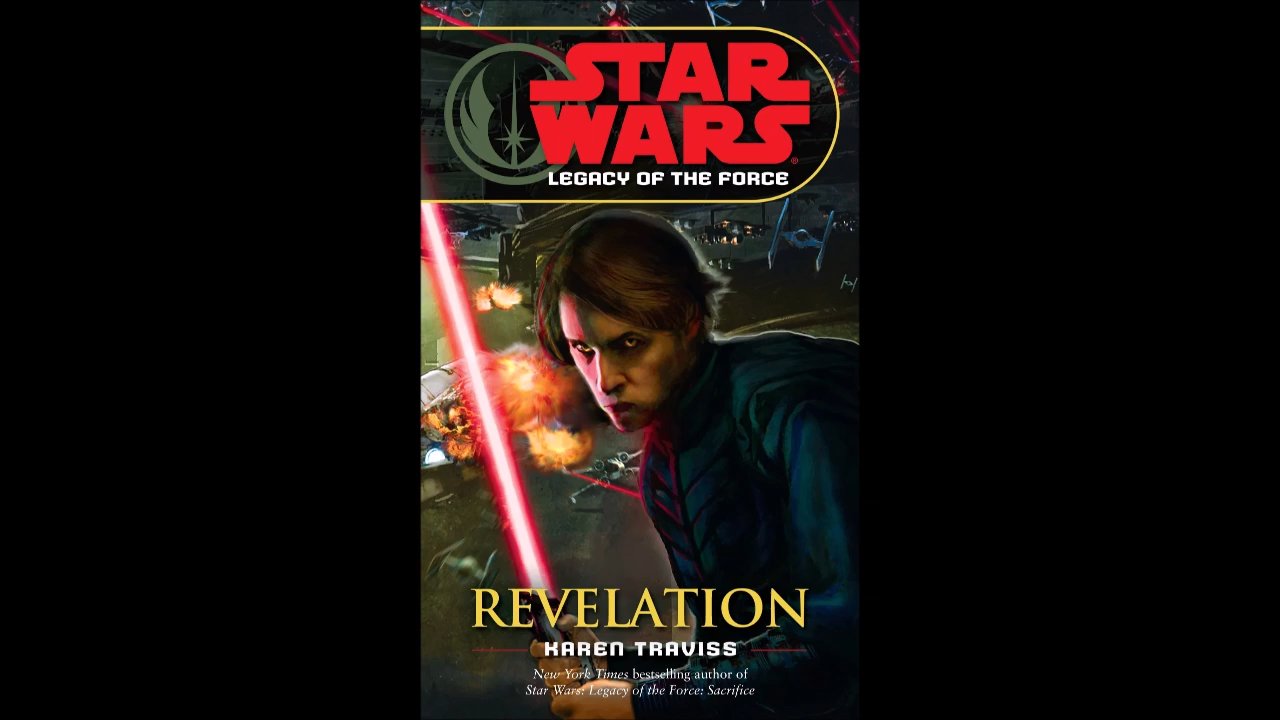 STAR
WARS®
LEGACY OF THE FORCE
REVELATION
KAREN TRAVISS
New York Times bestselling author of
Star Wars: Legacy of the Force: Sacrifice